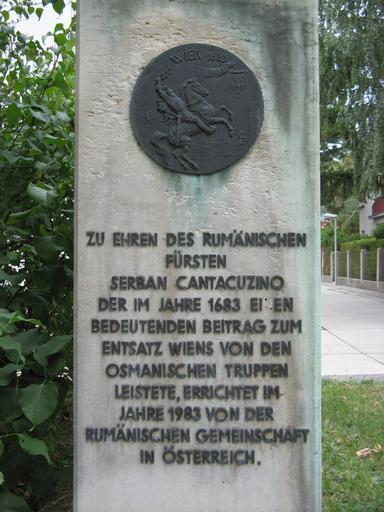 WIEN 1683
ZU EHREN DES RUMÄNISCHEN
FÜRSTEN
SERBAN CANTACUZINO
DER IM JAHRE 1683 EINEN
BEDEUTENDEN BEITRAG ZUM
ENTSATZ WIENS VON DEN
OSMANISCHEN TRUPPEN
LEISTETE, ERRICHTET IM
JAHRE 1983 VON DER
RUMÄNISCHEN GEMEINSCHAFT
IN ÖSTERREICH.